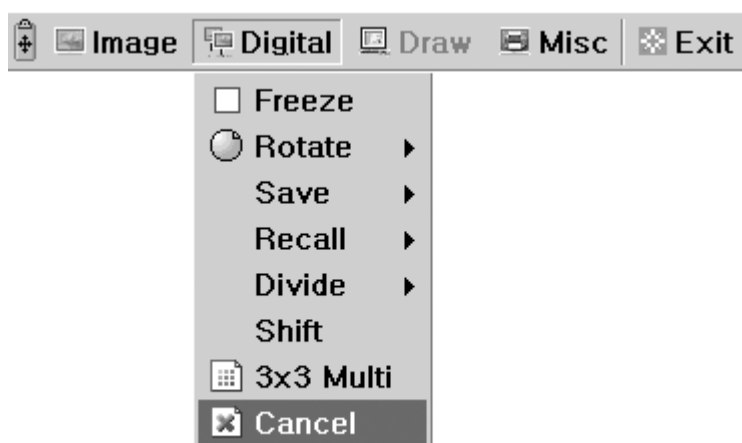 Image Digital Draw Misc Exit
Freeze
Rotate
Save
Recall
Divide
Shift
3x3 Multi
Cancel